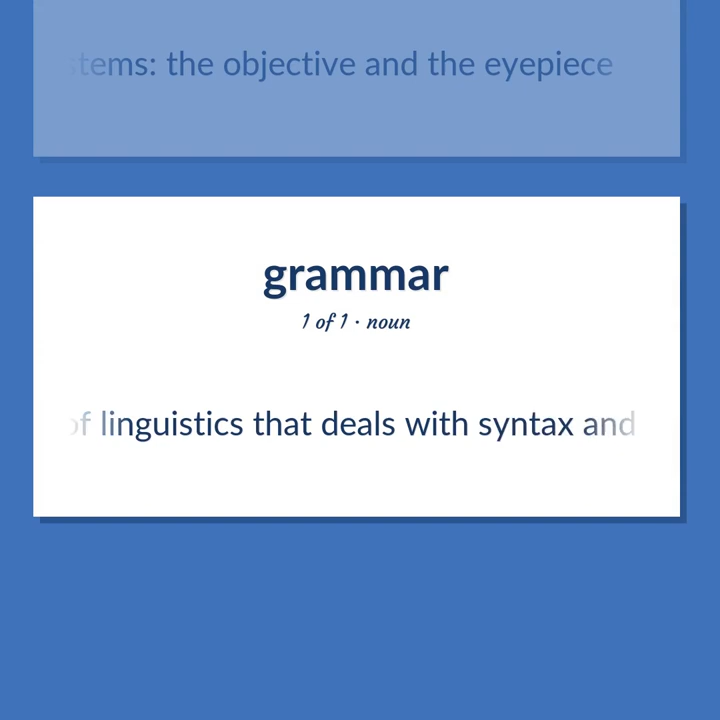 tems: the objective and the eyepiece
grammar
1 of 1 · noun
of linguistics that deals with syntax and